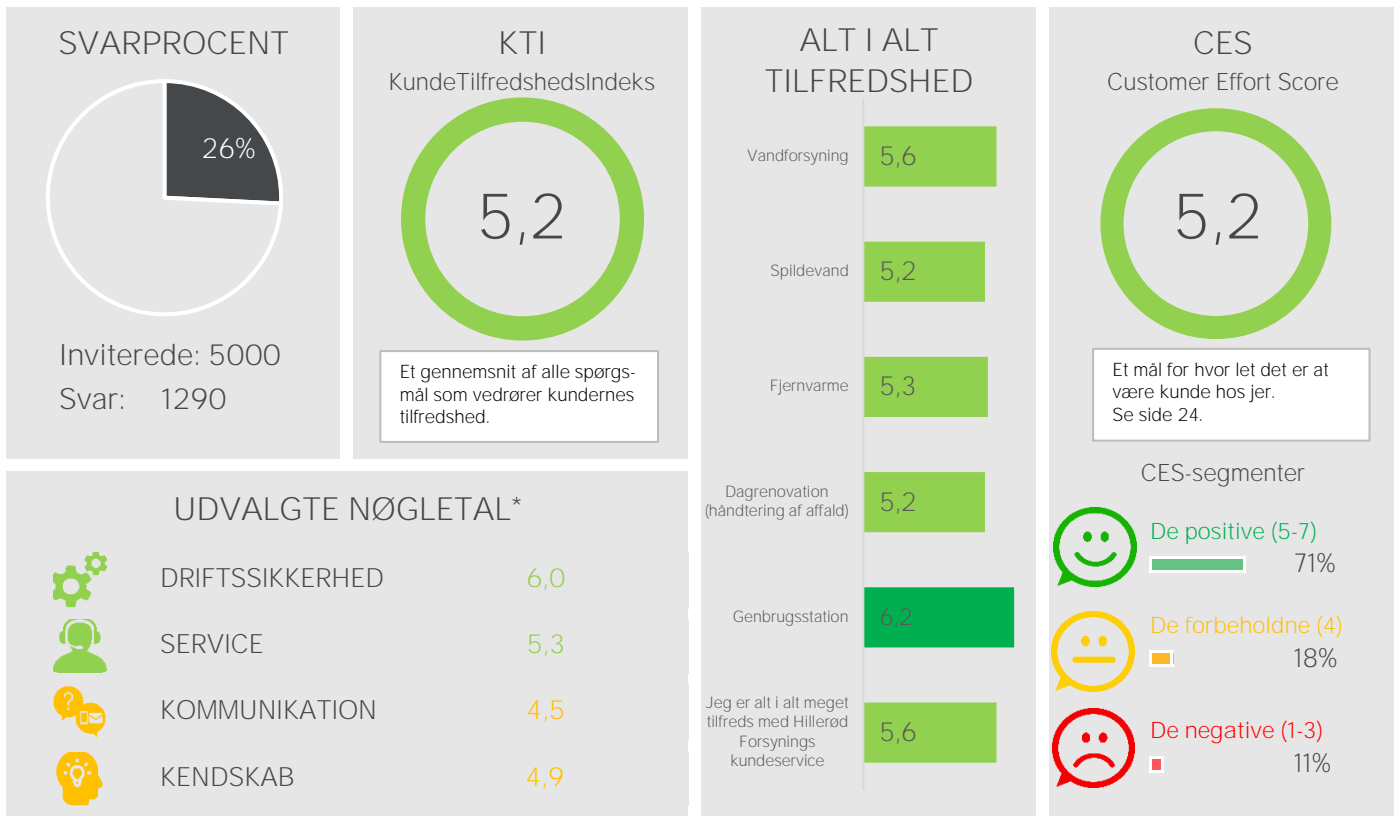 SVARPROCENT
26%
Inviterede: 5000
Svar: 1290
KTI
KundeTilfredshedsIndeks
5,2
Et gennemsnit af alle spørgs-
mål som vedrører kundernes
tilfredshed.
UDVALGTE NØGLETAL*
DRIFTSSIKKERHED 6,0
SERVICE 5,3
KOMMUNIKATION 4,5
KENDSKAB 4,9
ALT I ALT
TILFREDSHED
Vandforsyning 5,6
Spildevand 5,2
Fjernvarme 5,3
Dagrenovation
(håndtering af affald) 5,2
Genbrugsstation 6,2
Jeg er alt i alt meget
tilfreds med Hillerød
Forsynings
kundeservice
5,6
CES
Customer Effort Score
5,2
Et mål for hvor let det er at
være kunde hos jer.
Se side 24.
CES-segmenter
De positive (5-7)
71%
De forbeholdne (4)
18%
De negative (1-3)
11%